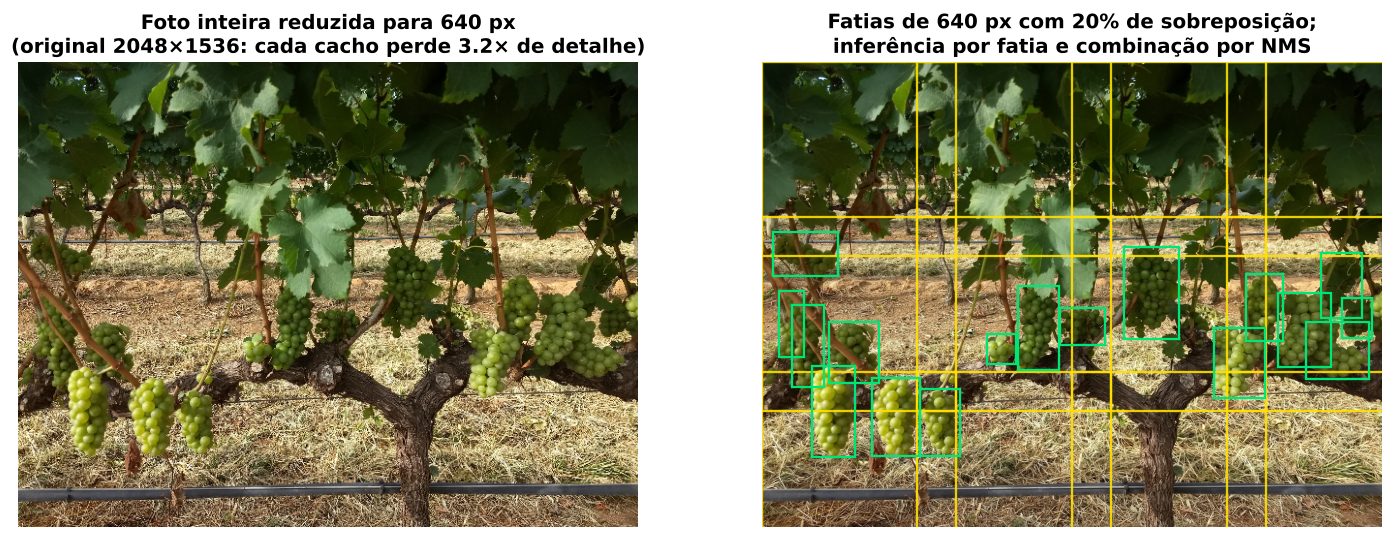 Foto inteira reduzida para 640 px
(original 2048×1536: cada cacho perde 3.2× de detalhe)
Fatias de 640 px com 20% de sobreposição;
inferência por fatia e combinação por NMS